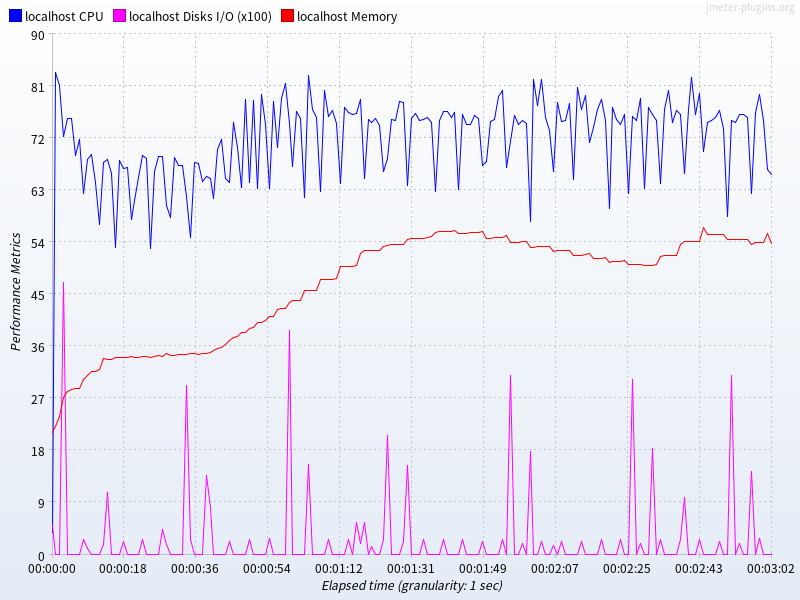 jmeter-plugins.org
localhost CPU localhost Disks I/O (x100) localhost Memory
90
81
72
63
54
45
36
27
18
9
0
Performance Metrics
00:00:00 00:00:18 00:00:36 00:00:54 00:01:12 00:01:31 00:01:49 00:02:07 00:02:25 00:02:43 00:03:02
Elapsed time (granularity: 1 sec)